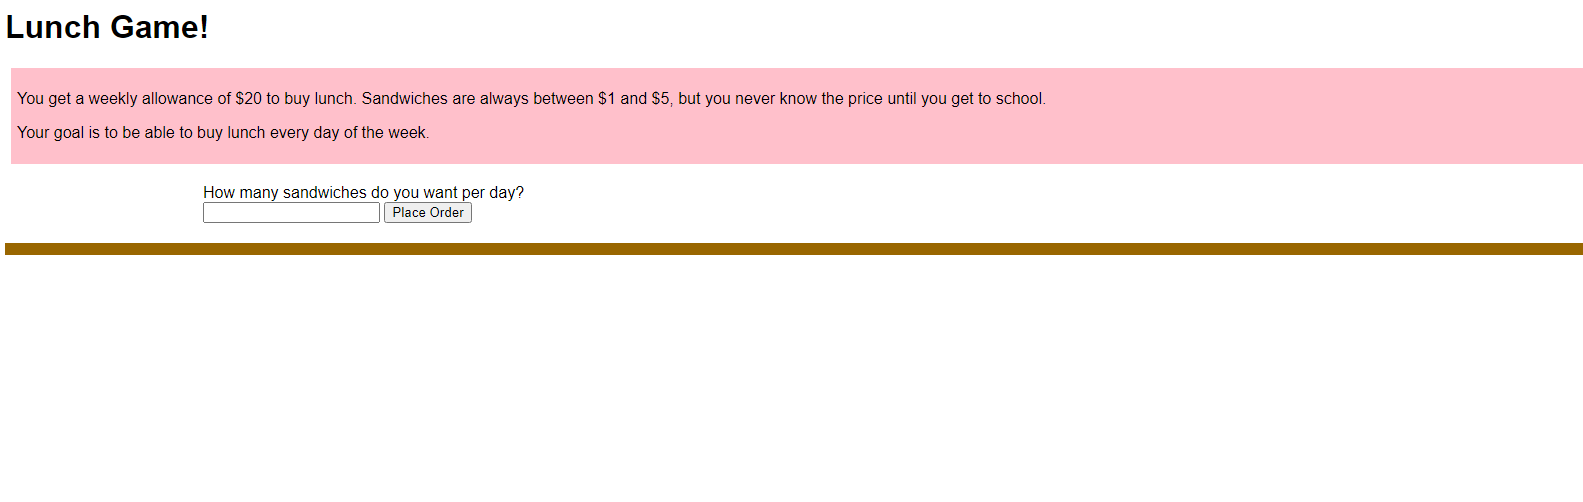 Lunch Game!
You get a weekly allowance of $20 to buy lunch. Sandwiches are always between $1 and $5, but you never know the price until you get to school.
Your goal is to be able to buy lunch every day of the week.
How many sandwiches do you want per day?
Place Order